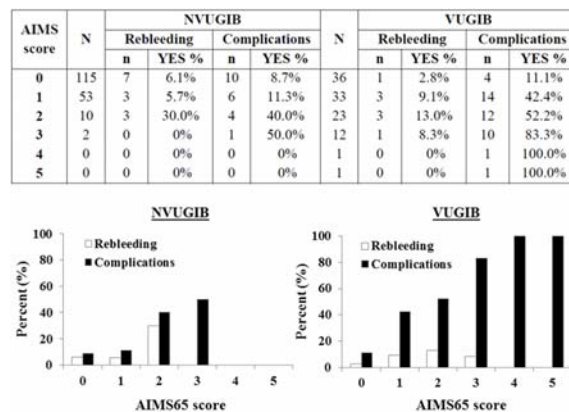 AIMS score N NVUGIB N VUGIB
Rebleeding Complications Rebleeding Complications
n YES % n YES % n YES % n YES %
0 115 7 6.1% 10 8.7% 36 1 2.8% 4 11.1%
1 53 3 5.7% 6 11.3% 33 3 9.1% 14 42.4%
2 10 3 30.0% 4 40.0% 23 3 13.0% 12 52.2%
3 2 0 0% 1 50.0% 12 1 8.3% 10 83.3%
4 0 0 0% 0 0% 1 0 0% 1 100.0%
5 0 0 0% 0 0% 1 0 0% 1 100.0%
NVUGIB
Percent (%)
100
80
60
40
20
0
Rebleeding
Complications
0 1 2 3 4 5
AIMS65 score
VUGIB
Percent (%)
100
80
60
40
20
0
Rebleeding
Complications
0 1 2 3 4 5
AIMS65 score